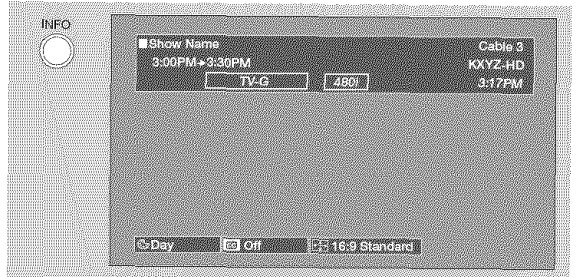 INFO
Show Name Cable 3
3:00PM→3:30PM KXYZ-HD
TV-G 480i 3:17PM
Day CC Off 16:9 Standard